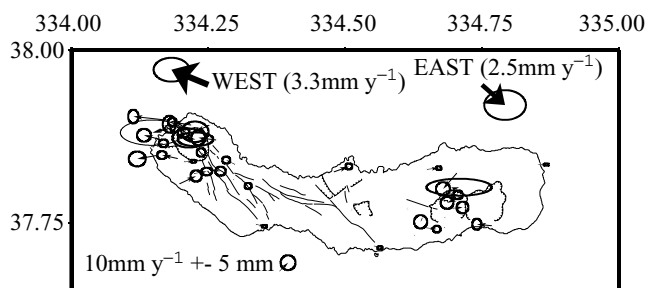 334.00 334.25 334.50 334.75 335.00
38.00
WEST (3.3mm y⁻¹)
EAST (2.5mm y⁻¹)
37.75
10mm y⁻¹ +- 5 mm